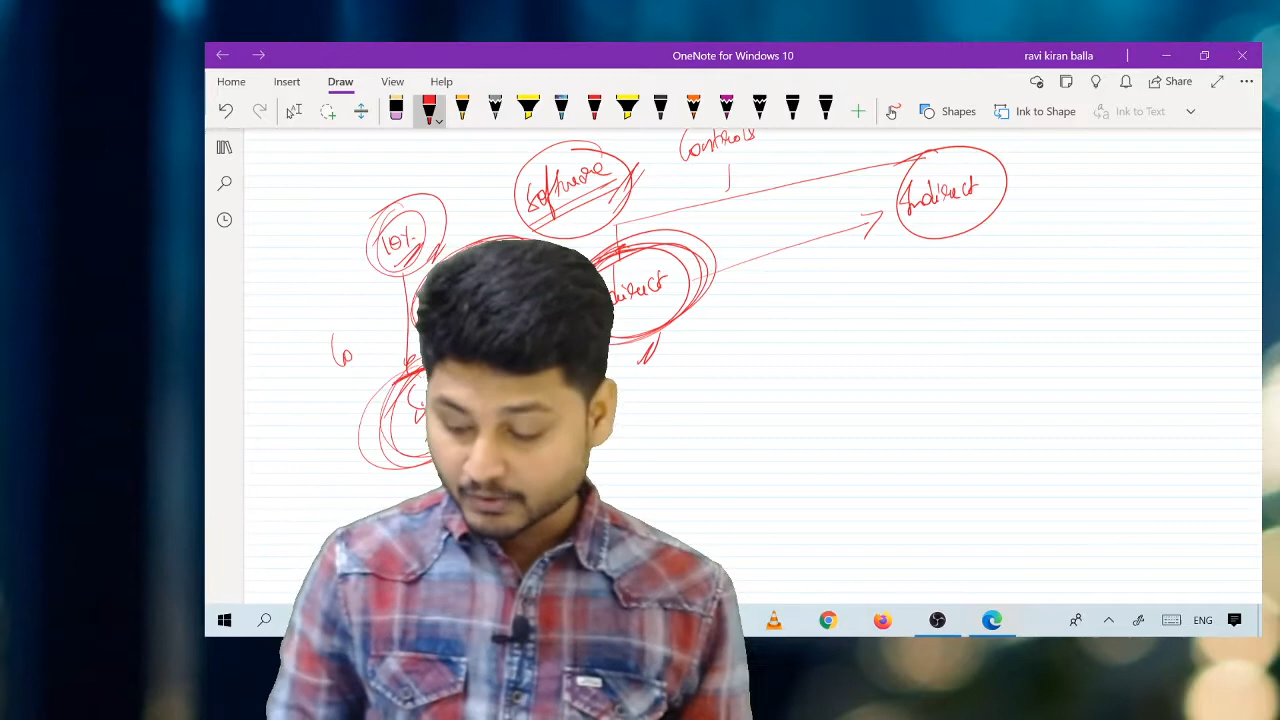 OneNote for Windows 10
ravi kiran balla
Home Insert Draw View Help
Share
Shapes
Ink to Shape
Ink to Text
Controls
Software
Indirect
10%
direct
Co
ENG